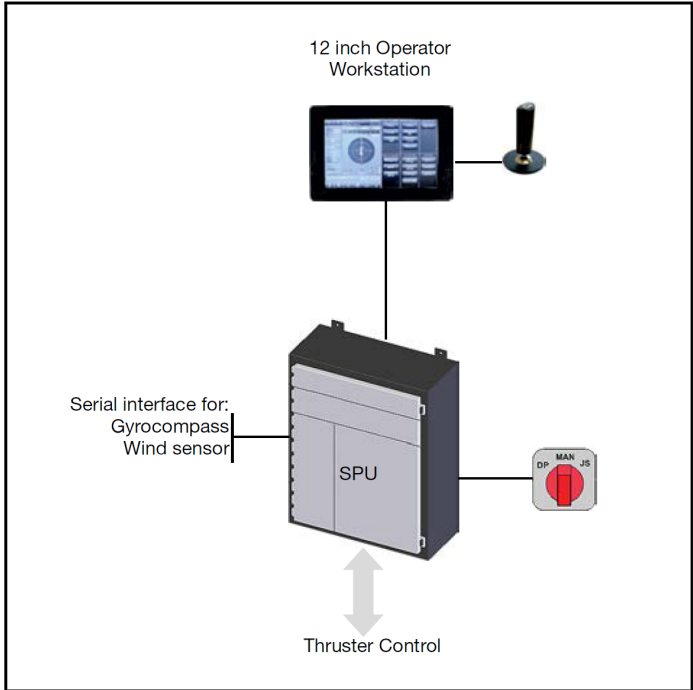 12 inch Operator
Workstation
Serial interface for:
Gyrocompass
Wind sensor
SPU
DP MAN JS
Thruster Control